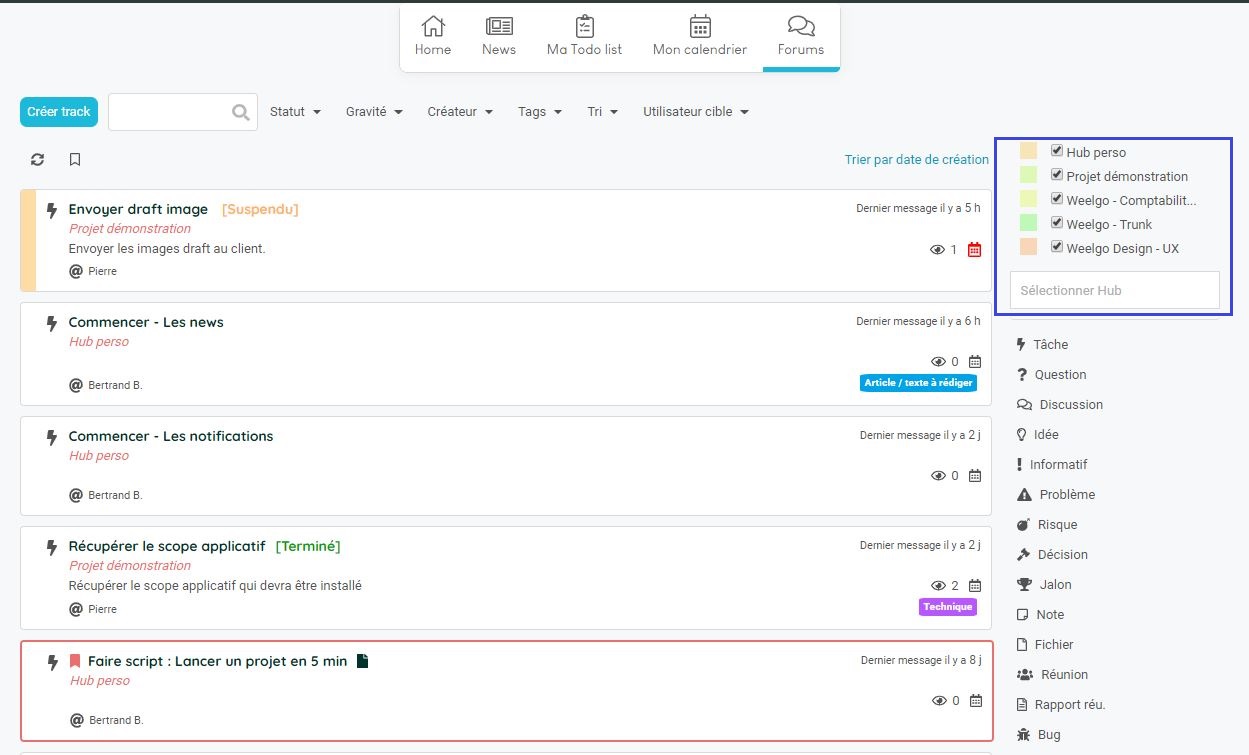 Home News Ma Todo list Mon calendrier Forums
Créer track Statut Gravité Créateur Tags Tri Utilisateur cible
Trier par date de création
Envoyer draft image [Suspendu] Dernier message il y a 5 h
Projet démonstration
Envoyer les images draft au client. 1
@ Pierre
Commencer - Les news Dernier message il y a 6 h
Hub perso
0
@ Bertrand B. Article / texte à rédiger
Commencer - Les notifications Dernier message il y a 2 j
Hub perso
0
@ Bertrand B.
Récupérer le scope applicatif [Terminé] Dernier message il y a 2 j
Projet démonstration
Récupérer le scope applicatif qui devra être installé 2
@ Pierre Technique
Faire script : Lancer un projet en 5 min Dernier message il y a 8 j
Hub perso
0
@ Bertrand B.
Hub perso
Projet démonstration
Weelgo - Comptabilit...
Weelgo - Trunk
Weelgo Design - UX
Sélectionner Hub
Tâche
? Question
Discussion
Idée
! Informatif
Problème
Risque
Décision
Jalon
Note
Fichier
Réunion
Rapport réu.
Bug